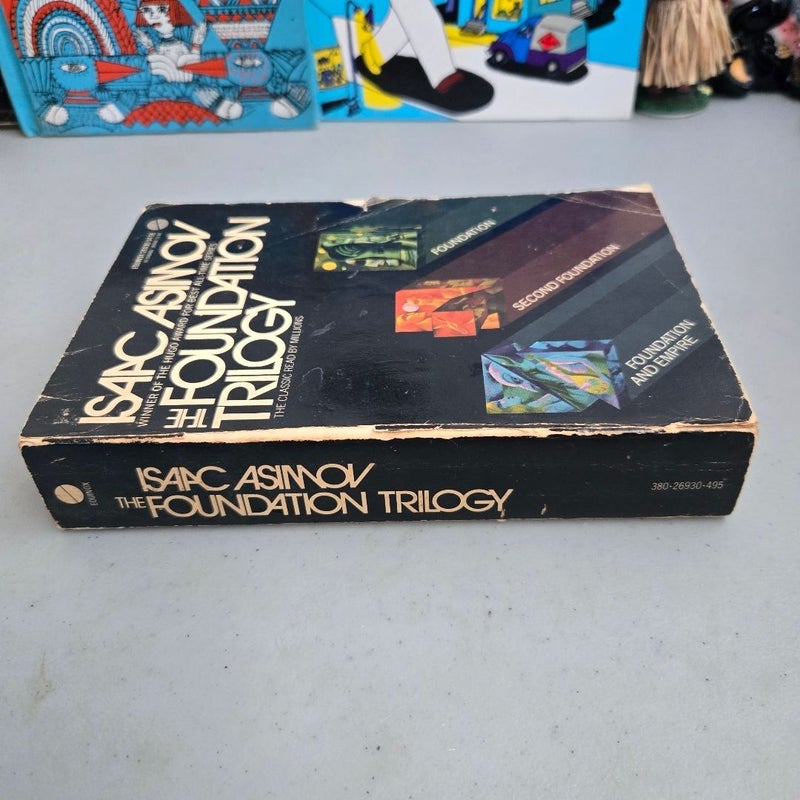 ISAAC ASIMOV
WINNER OF THE HUGO AWARD FOR BEST ALL-TIME SERIES
THE FOUNDATION
TRILOGY
THE CLASSIC READ BY MILLIONS
FOUNDATION
SECOND FOUNDATION
FOUNDATION
AND EMPIRE
EQUINOX
ISAAC ASIMOV
THE FOUNDATION TRILOGY
380-26930-495